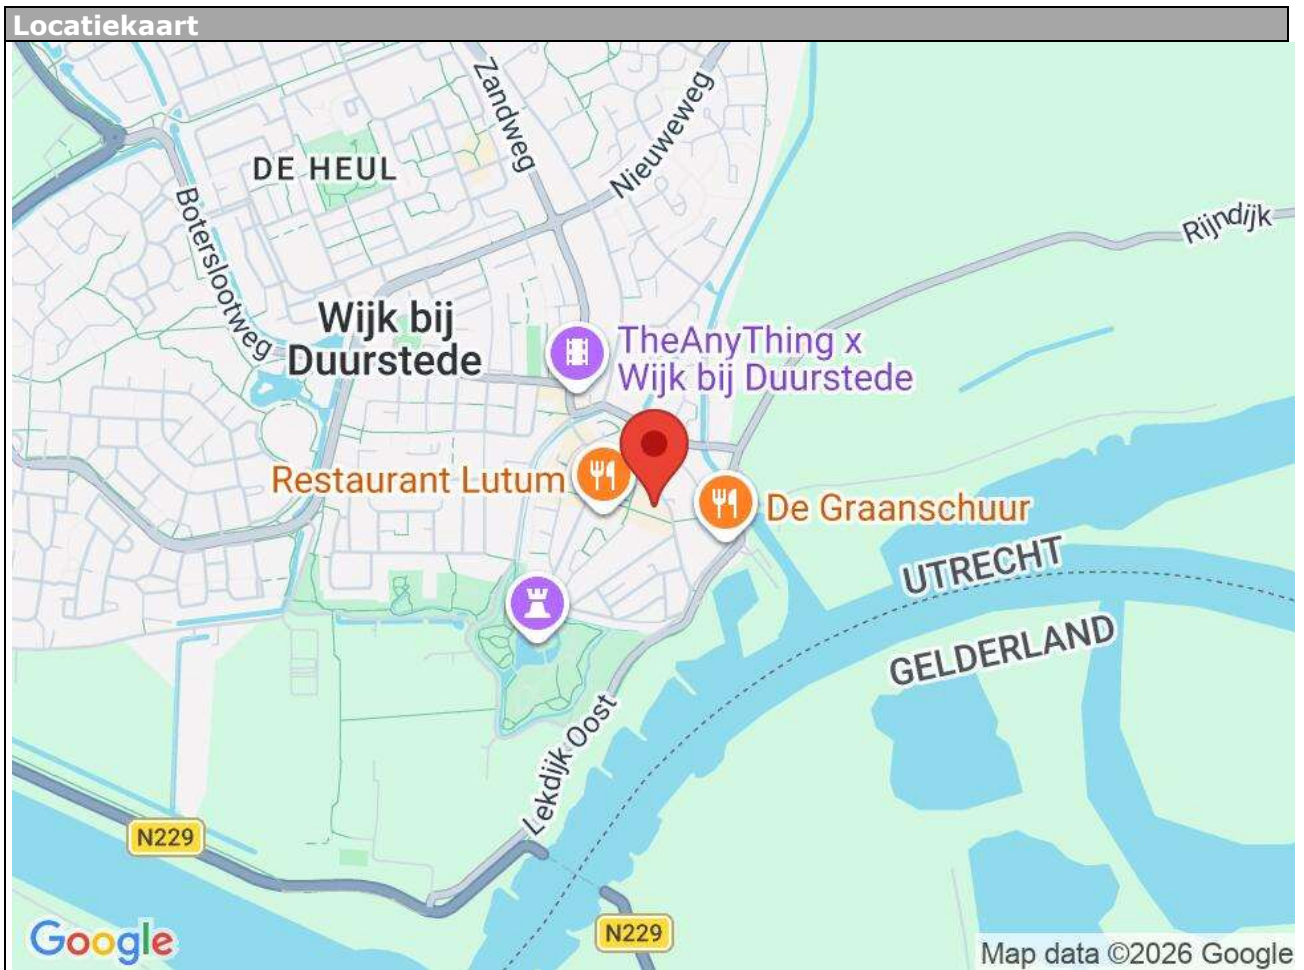 Locatiekaart
Zandweg
Nieuweweg
DE HEUL
Boterslootweg
Rijndijk
Wijk bij
Duurstede
TheAnyThing x
Wijk bij Duurstede
Restaurant Lutum
De Graanschuur
UTRECHT
GELDERLAND
Lekdijk Oost
N229
N229
Google
Map data ©2026 Google